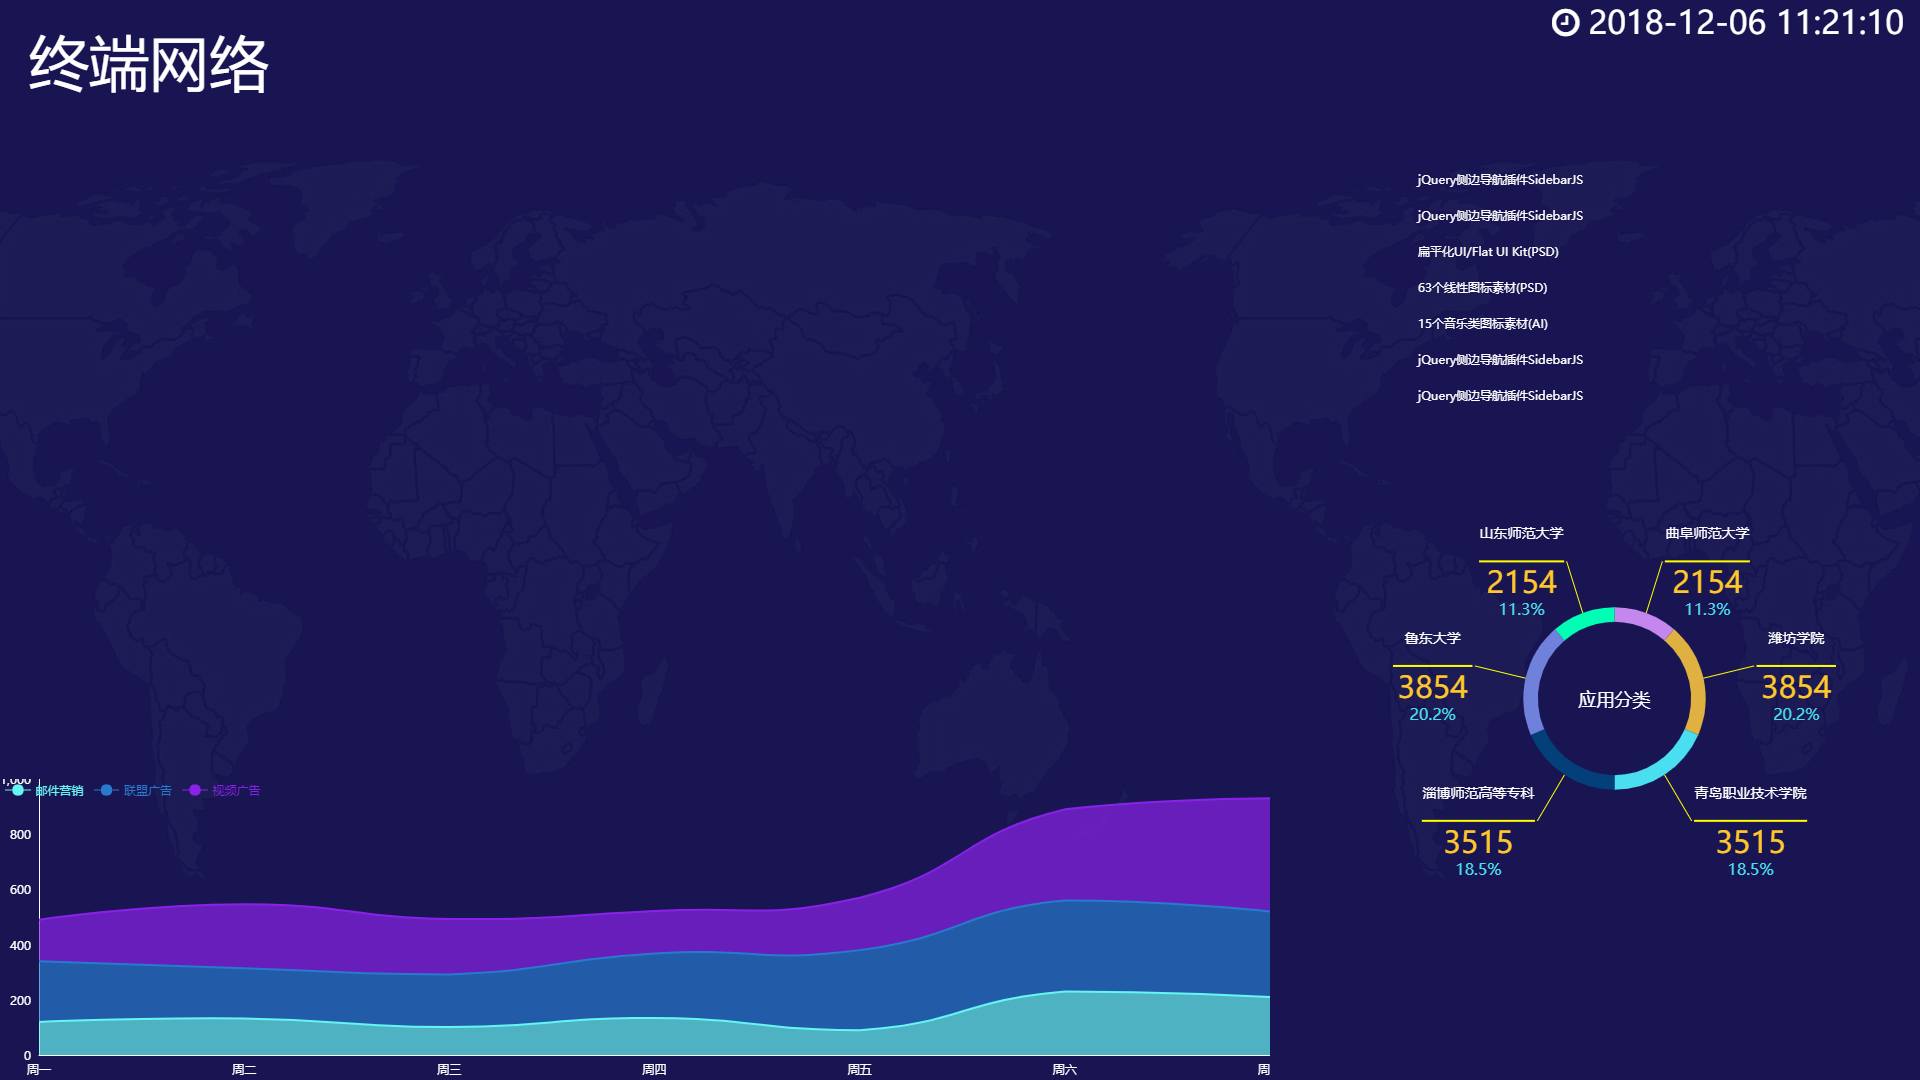 终端网络
2018-12-06 11:21:10
jQuery侧边导航插件SidebarJS
jQuery侧边导航插件SidebarJS
扁平化UI/Flat UI Kit(PSD)
63个线性图标素材(PSD)
15个音乐类图标素材(AI)
jQuery侧边导航插件SidebarJS
jQuery侧边导航插件SidebarJS
山东师范大学
2154
11.3%
曲阜师范大学
2154
11.3%
鲁东大学
3854
20.2%
潍坊学院
3854
20.2%
应用分类
淄博师范高等专科
3515
18.5%
青岛职业技术学院
3515
18.5%
1,000
邮件营销 联盟广告 视频广告
800
600
400
200
0
周一 周二 周三 周四 周五 周六 周